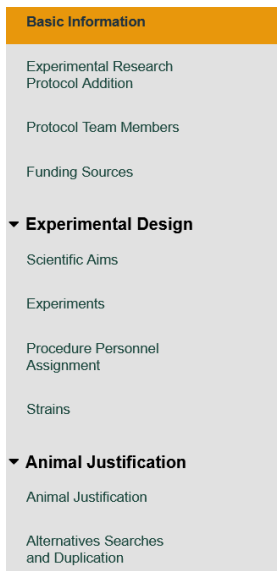 Basic Information
Experimental Research
Protocol Addition
Protocol Team Members
Funding Sources
Experimental Design
Scientific Aims
Experiments
Procedure Personnel
Assignment
Strains
Animal Justification
Animal Justification
Alternatives Searches
and Duplication